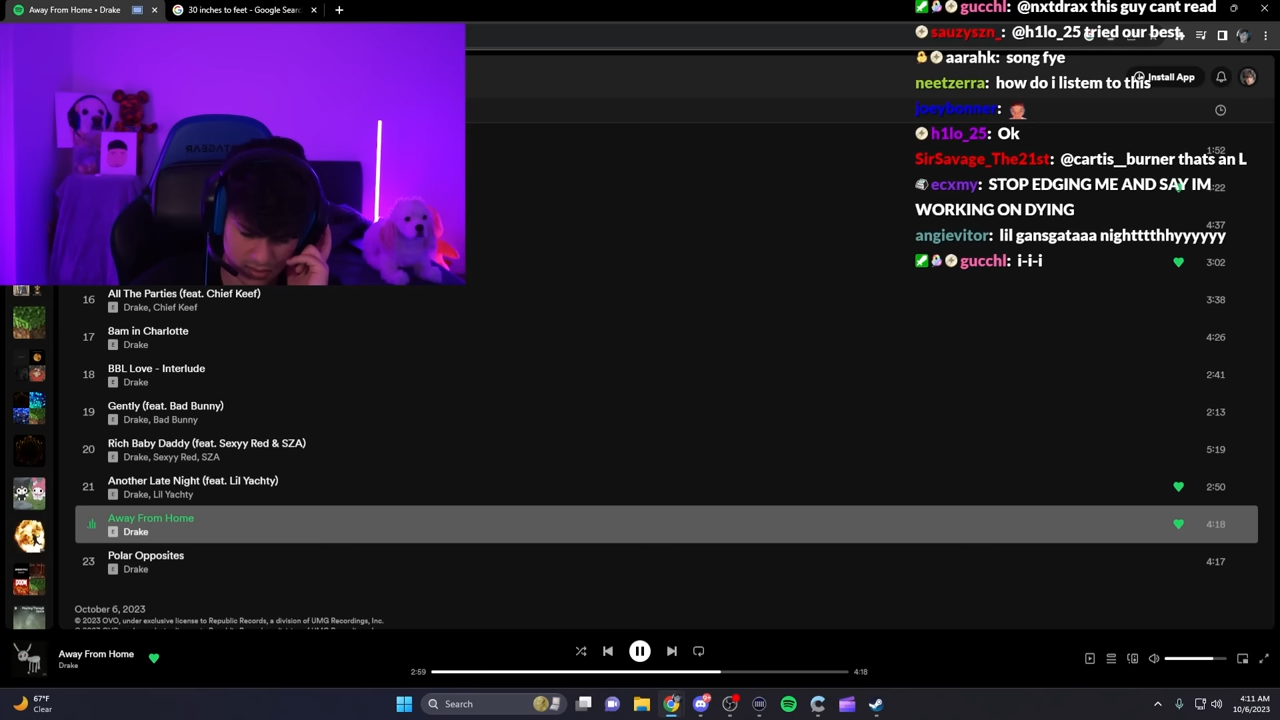 Away From Home • Drake
30 inches to feet - Google Sear
gucchl: @nxtdrax this guy cant read
sauzyszn_: @h1lo_25 tried our best
aarahk: song fye
Install App
neetzerra: how do i listem to this
joeybonner:
h1lo_25: Ok
1:52
SirSavage_The21st: @cartis__burner thats an L
ecxmy: STOP EDGING ME AND SAY IM
:22
WORKING ON DYING
4:37
angievitor: lil gansgataaa nighttttthhyyyyyy
gucchl: i-i-i
3:02
16 All The Parties (feat. Chief Keef) 3:38
E Drake, Chief Keef
17 8am in Charlotte 4:26
E Drake
18 BBL Love - Interlude 2:41
E Drake
19 Gently (feat. Bad Bunny) 2:13
E Drake, Bad Bunny
20 Rich Baby Daddy (feat. Sexyy Red & SZA) 5:19
E Drake, Sexyy Red, SZA
21 Another Late Night (feat. Lil Yachty) 2:50
E Drake, Lil Yachty
Away From Home 4:18
E Drake
23 Polar Opposites 4:17
E Drake
October 6, 2023
© 2023 OVO, under exclusive license to Republic Records, a division of UMG Recordings, Inc.
Away From Home
Drake
2:59 4:18
67°F
Clear
Search
4:11 AM
10/6/2023